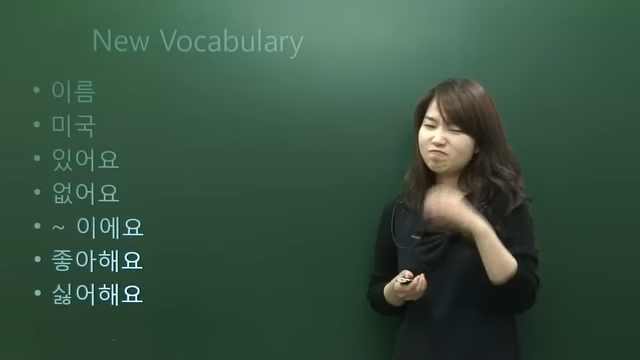 New Vocabulary
• 이름
• 미국
• 있어요
• 없어요
• ~ 이에요
• 좋아해요
• 싫어해요